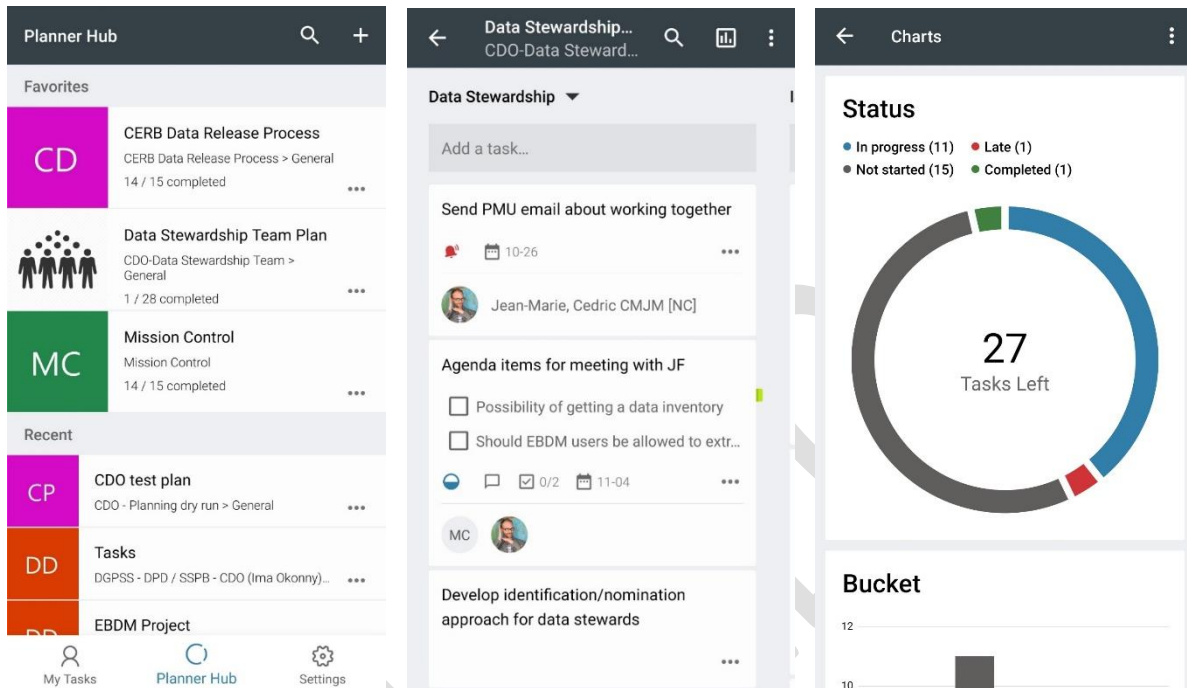 Planner Hub
Favorites
CD
CERB Data Release Process
CERB Data Release Process > General
14 / 15 completed
Data Stewardship Team Plan
CDO-Data Stewardship Team >
General
1 / 28 completed
MC
Mission Control
Mission Control
14 / 15 completed
Recent
CP
CDO test plan
CDO - Planning dry run > General
DD
Tasks
DGPSS - DPD / SSPB - CDO (Ima Okonny)...
DD
EBDM Project
My Tasks
Planner Hub
Settings
Data Stewardship...
CDO-Data Steward...
Data Stewardship
Add a task...
Send PMU email about working together
10-26
Jean-Marie, Cedric CMJM [NC]
Agenda items for meeting with JF
Possibility of getting a data inventory
Should EBDM users be allowed to extr...
0/2 11-04
MC
Develop identification/nomination
approach for data stewards
Charts
Status
In progress (11) Late (1)
Not started (15) Completed (1)
27
Tasks Left
Bucket
12
10